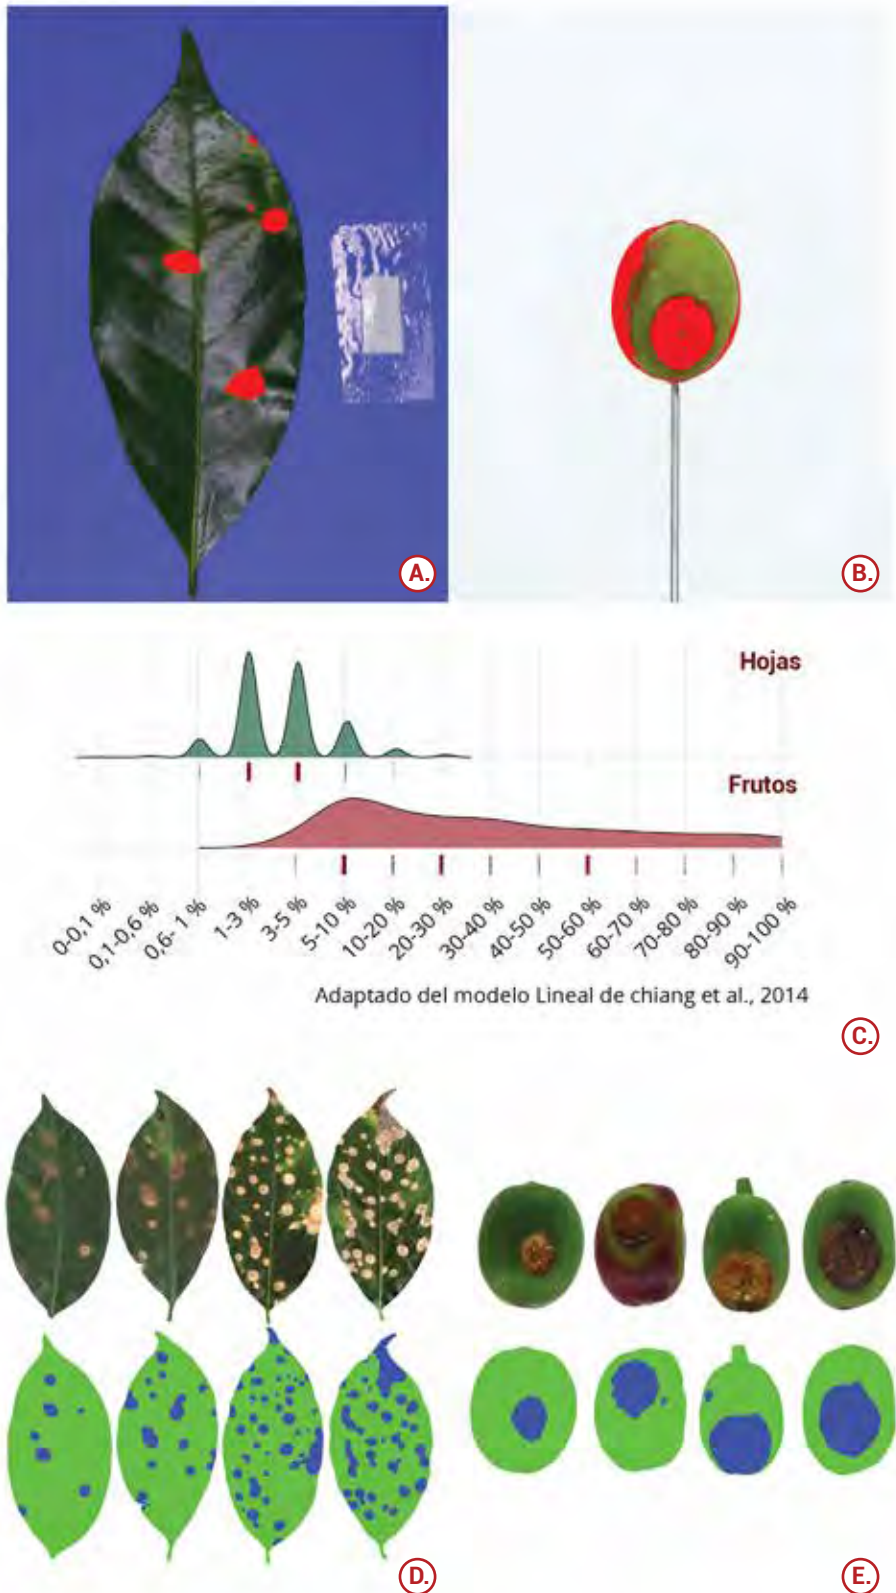 A.
B.
Hojas
Frutos
0-0,1 %
0,1-0,6 %
0,6- 1 %
1-3 %
3-5 %
5-10 %
10-20 %
20-30 %
30-40 %
40-50 %
50-60 %
60-70 %
70-80 %
80-90 %
90-100 %
Adaptado del modelo Lineal de chiang et al., 2014
C.
D.
E.